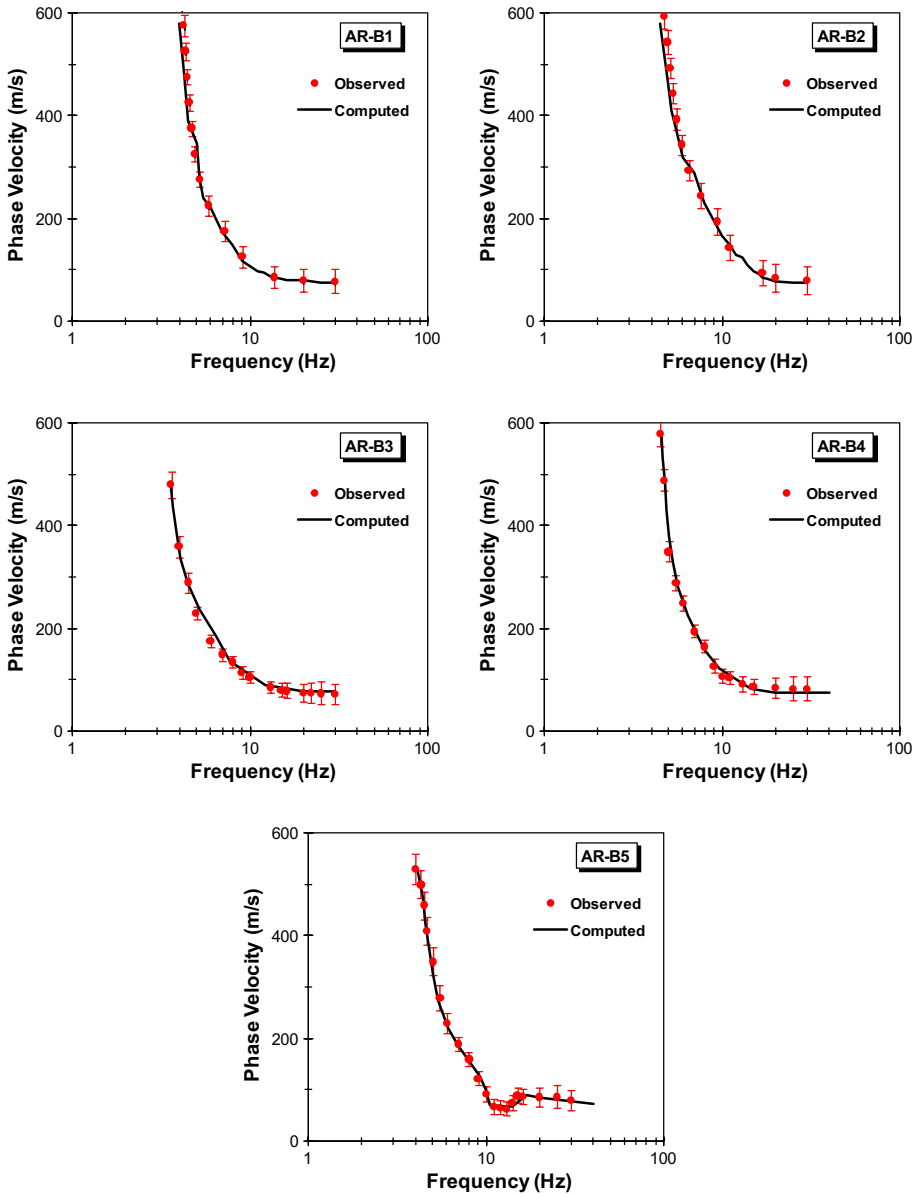 600
400
200
0
Phase Velocity (m/s)
AR-B1
Observed
Computed
1
10
100
Frequency (Hz)
600
400
200
0
Phase Velocity (m/s)
AR-B2
Observed
Computed
1
10
100
Frequency (Hz)
600
400
200
0
Phase Velocity (m/s)
AR-B3
Observed
Computed
1
10
100
Frequency (Hz)
600
400
200
0
Phase Velocity (m/s)
AR-B4
Observed
Computed
1
10
100
Frequency (Hz)
600
400
200
0
Phase Velocity (m/s)
AR-B5
Observed
Computed
1
10
100
Frequency (Hz)